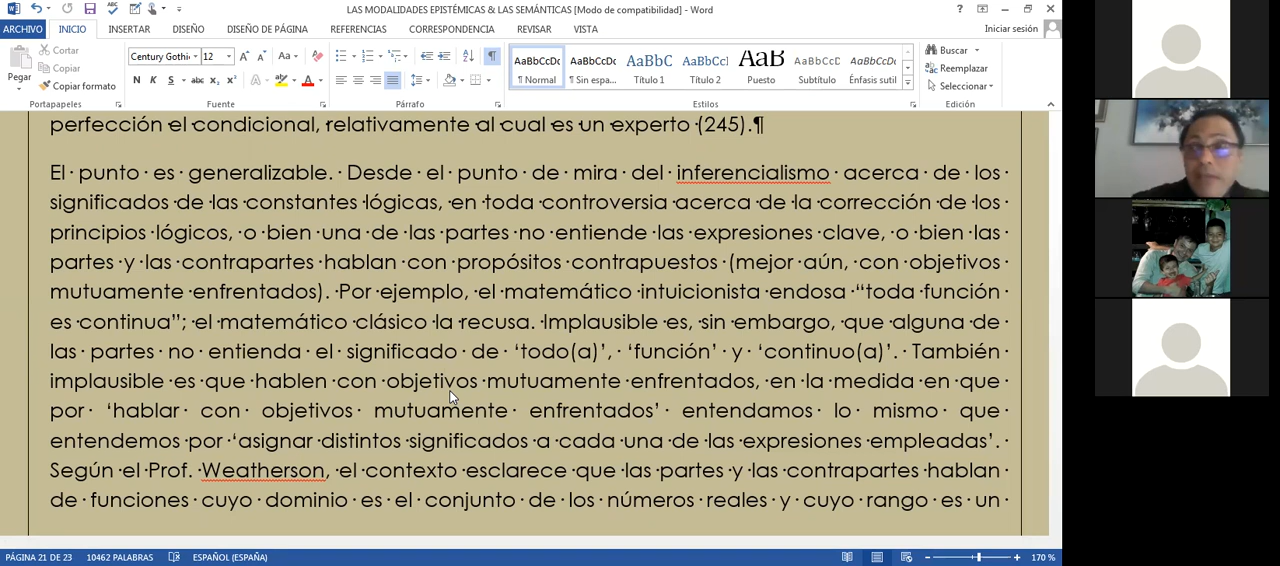 LAS MODALIDADES EPISTÉMICAS & LAS SEMÁNTICAS [Modo de compatibilidad] - Word
ARCHIVO INICIO INSERTAR DISEÑO DISEÑO DE PÁGINA REFERENCIAS CORRESPONDENCIA REVISAR VISTA Iniciar sesión
Pegar
Cortar
Copiar
Copiar formato
Portapapeles
Century Gothi 12
N K S abc x₂ x²
Fuente
Párrafo
AaBbCcDc AaBbCcDc AaBbC AaBbCcl AaB AaBbCcD AaBbCcDc
¶ Normal ¶ Sin espa... Título 1 Título 2 Puesto Subtítulo Énfasis sutil
Estilos
Buscar
Reemplazar
Seleccionar
Edición
perfección el condicional, relativamente al cual es un experto (245).¶
El punto es generalizable. Desde el punto de mira del inferencialismo acerca de los
significados de las constantes lógicas, en toda controversia acerca de la corrección de los
principios lógicos, o bien una de las partes no entiende las expresiones clave, o bien las
partes y las contrapartes hablan con propósitos contrapuestos (mejor aún, con objetivos
mutuamente enfrentados). Por ejemplo, el matemático intuicionista endosa “toda función
es continua”; el matemático clásico la recusa. Implausible es, sin embargo, que alguna de
las partes no entienda el significado de ‘todo(a)’, ‘función’ y ‘continuo(a)’. También
implausible es que hablen con objetivos mutuamente enfrentados, en la medida en que
por ‘hablar con objetivos mutuamente enfrentados’ entendamos lo mismo que
entendemos por ‘asignar distintos significados a cada una de las expresiones empleadas’.
Según el Prof. Weatherson, el contexto esclarece que las partes y las contrapartes hablan
de funciones cuyo dominio es el conjunto de los números reales y cuyo rango es un
PÁGINA 21 DE 23 10462 PALABRAS ESPAÑOL (ESPAÑA) 170 %